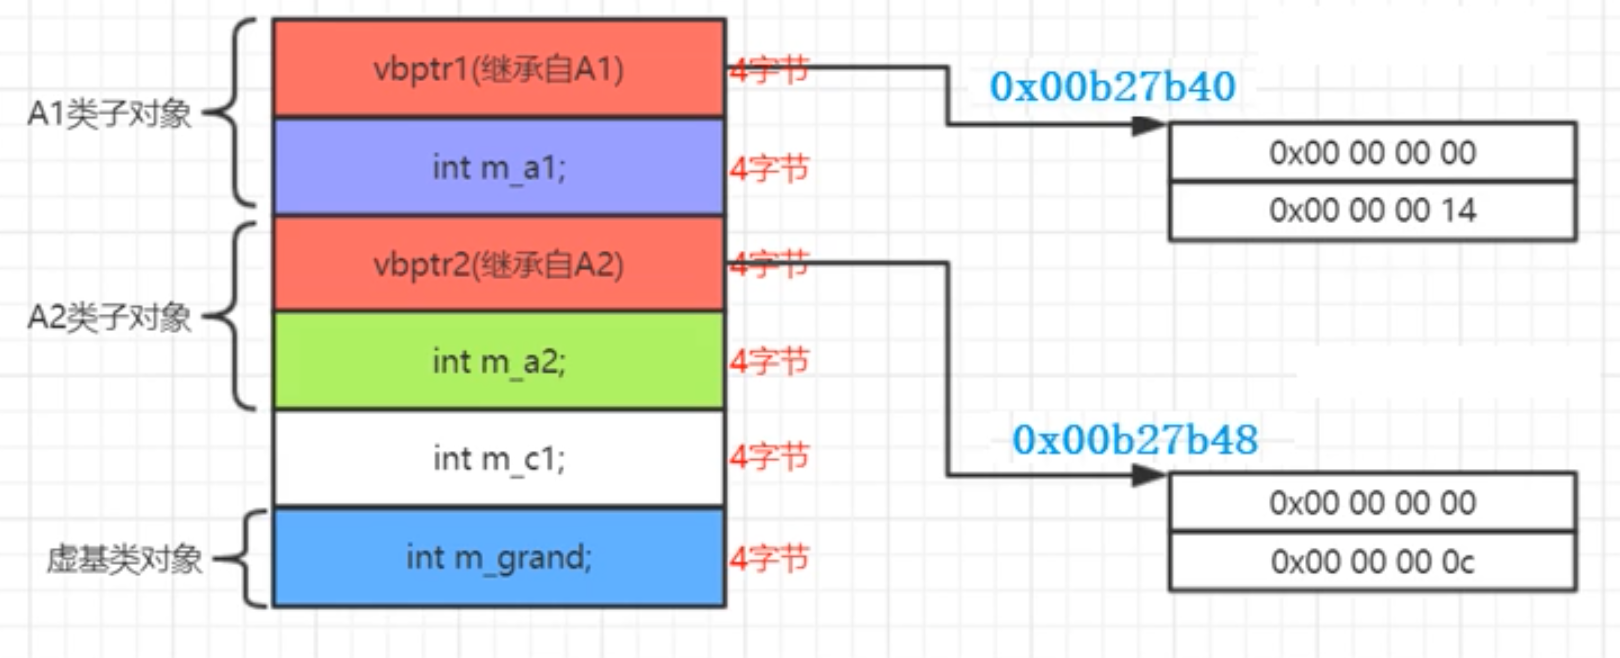 vbptr1(继承自A1)
4字节
0x00b27b40
A1类子对象
0x00 00 00 00
int m_a1;
4字节
0x00 00 00 14
vbptr2(继承自A2)
4字节
A2类子对象
int m_a2;
4字节
0x00b27b48
int m_c1;
4字节
0x00 00 00 00
虚基类对象
int m_grand;
4字节
0x00 00 00 0c